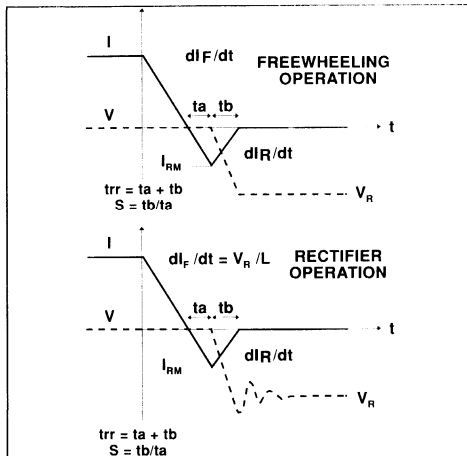 I
dIF/dt
FREEWHEELING
OPERATION
ta tb
V
t
IRM
dIR/dt
trr = ta + tb
S = tb/ta
VR
I
dIF/dt = VR/L
RECTIFIER
OPERATION
ta tb
V
t
IRM
dIR/dt
VR
trr = ta + tb
S = tb/ta